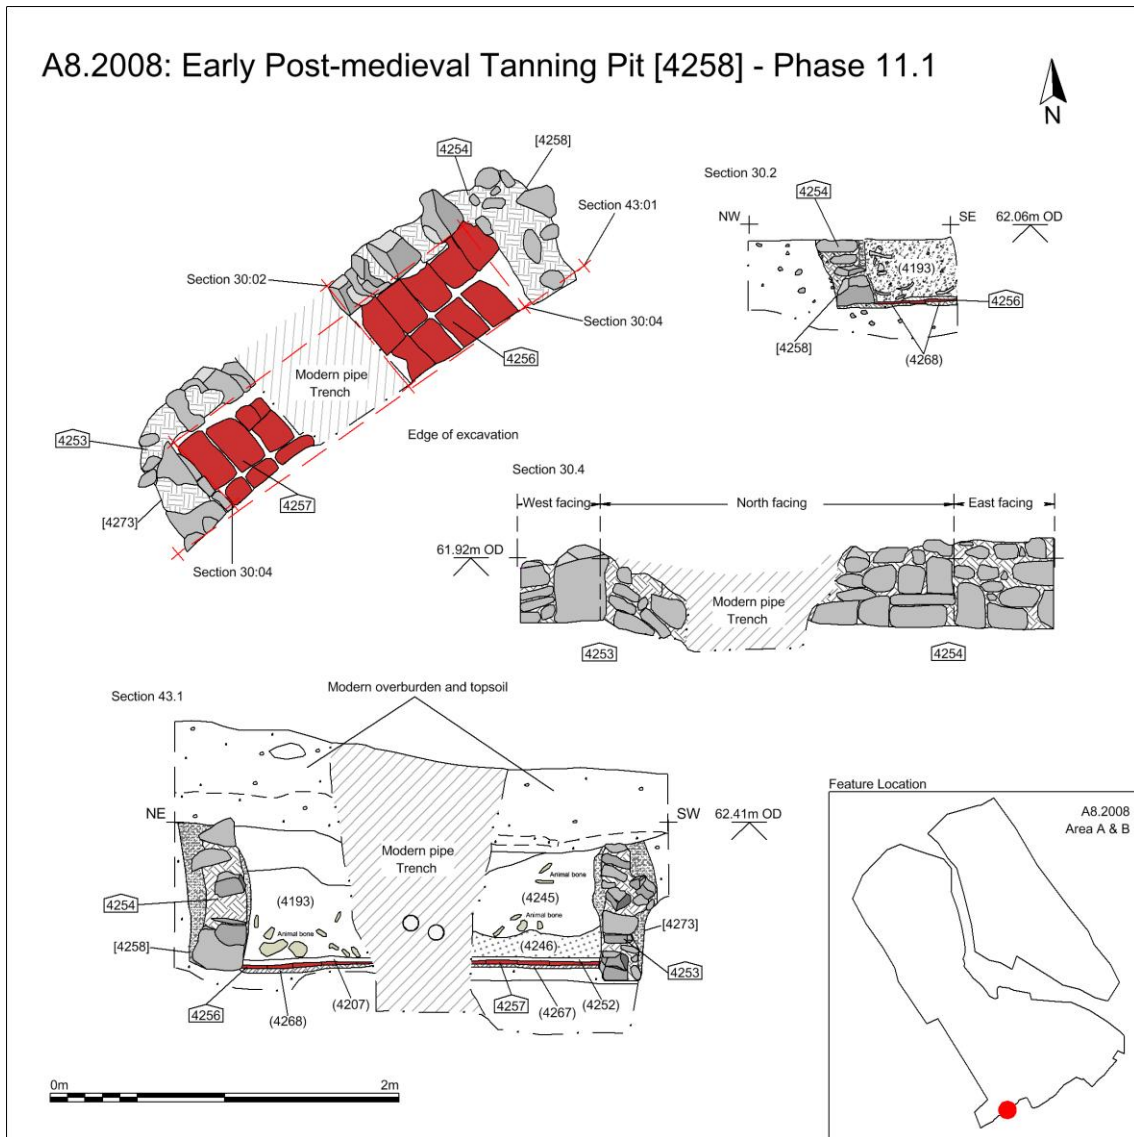 A8.2008: Early Post-medieval Tanning Pit [4258] - Phase 11.1
N
4254
[4258]
Section 43:01
Section 30:02
Section 30:04
4256
Modern pipe
Trench
4253
4257
[4273]
Section 30:04
Edge of excavation
Section 30.2
4254
NW
SE
62.06m OD
(4193)
4256
[4258]
(4268)
Section 30.4
West facing
North facing
East facing
61.92m OD
Modern pipe
Trench
4253
4254
Section 43.1
Modern overburden and topsoil
NE
SW
62.41m OD
Modern pipe
Trench
Animal bone
(4245)
4254
(4193)
Animal bone
Animal bone
(4246)
[4258]
[4273]
4253
4256
(4268)
(4207)
4257
(4267)
(4252)
0m
2m
Feature Location
A8.2008
Area A & B